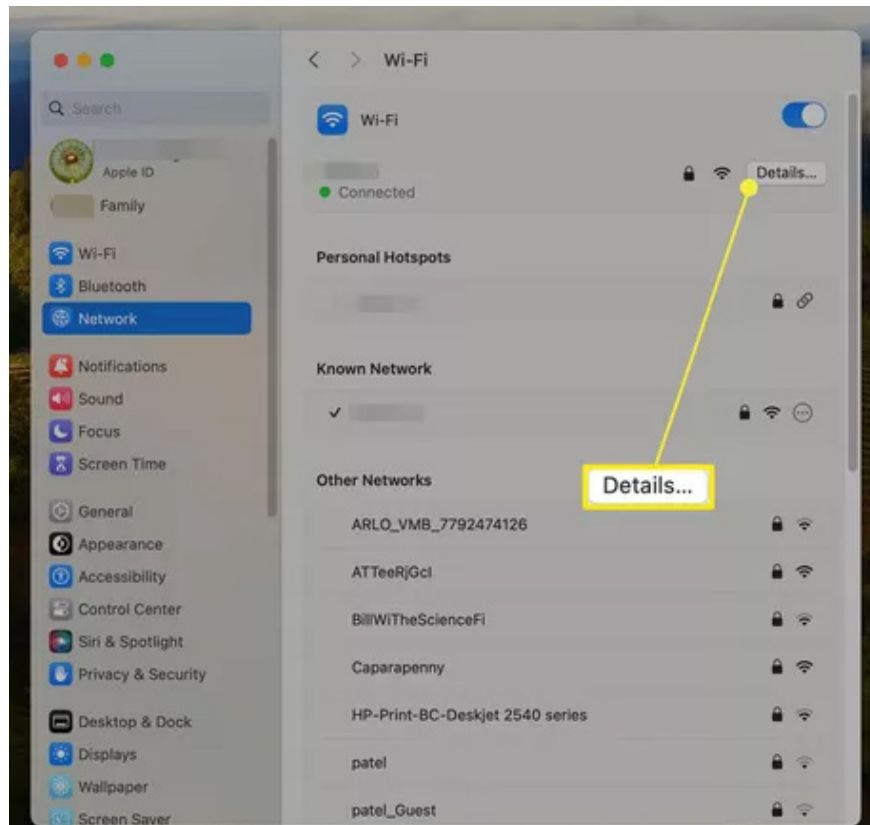 Wi-Fi
Search
Wi-Fi
Apple ID
Details...
Connected
Family
Wi-Fi
Personal Hotspots
Bluetooth
Network
Notifications
Known Network
Sound
Focus
Screen Time
Other Networks
Details...
General
ARLO_VMB_7792474126
Appearance
ATTeeRjGcI
Accessibility
Control Center
BillWiTheScienceFi
Siri & Spotlight
Privacy & Security
Caparapenny
Desktop & Dock
HP-Print-BC-Deskjet 2540 series
Displays
patel
Wallpaper
patel_Guest
Screen Saver